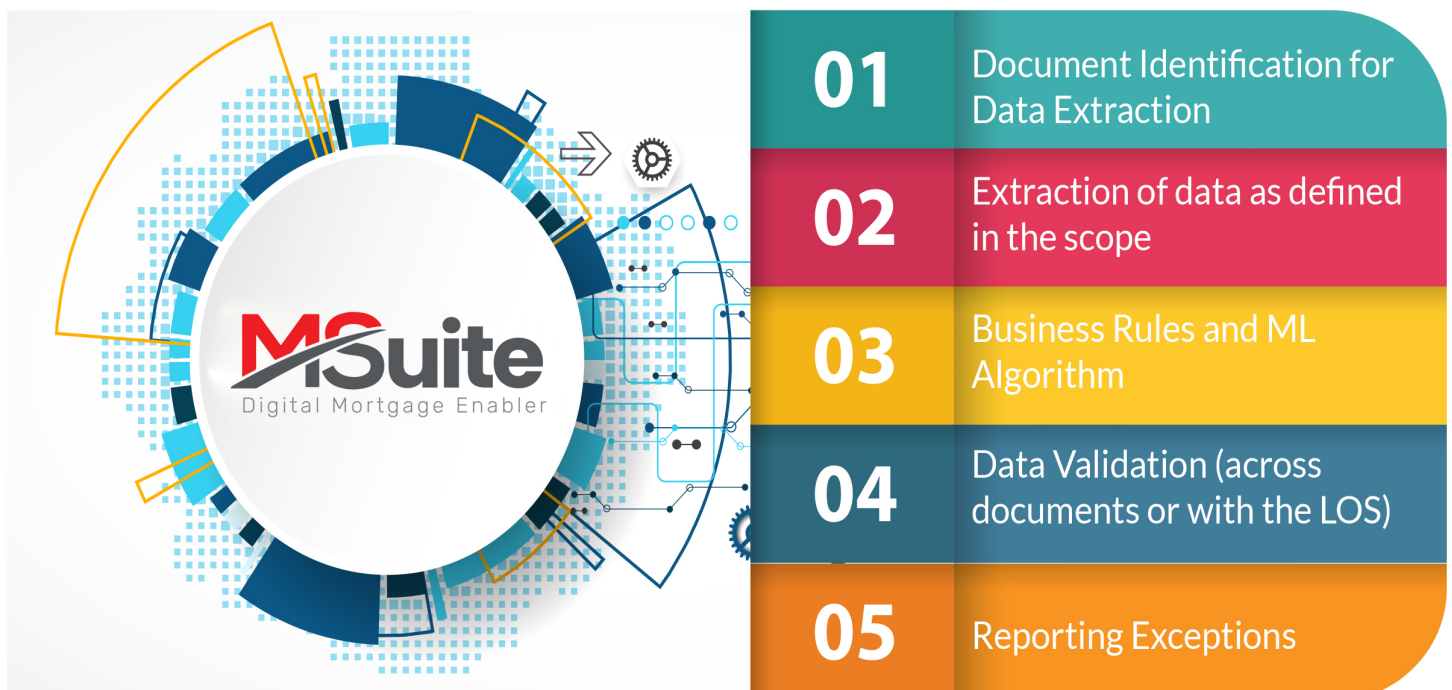 MSuite
Digital Mortgage Enabler
01
Document Identification for
Data Extraction
02
Extraction of data as defined
in the scope
03
Business Rules and ML
Algorithm
04
Data Validation (across
documents or with the LOS)
05
Reporting Exceptions